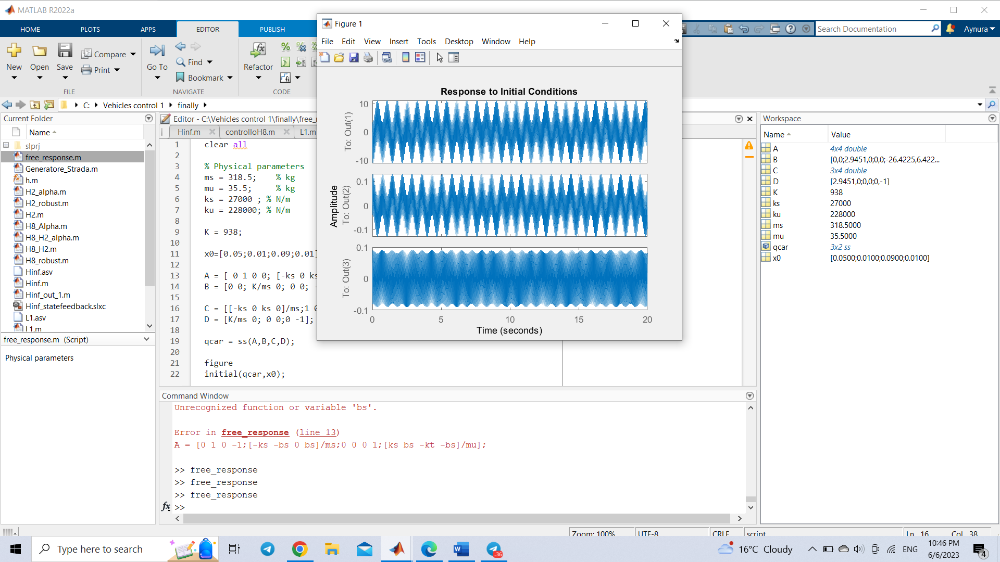 MATLAB R2022a
HOME
PLOTS
APPS
EDITOR
PUBLISH
Search Documentation
Aynura
New
Open
Save
Compare
Print
FILE
Go To
Find
Bookmark
NAVIGATE
Refactor
CODE
C:
Vehicles control 1
finally
Current Folder
Name
slprj
free_response.m
Generatore_Strada.m
h.m
H2_alpha.m
H2_robust.m
H2.m
H8_Alpha.m
H8_H2_alpha.m
H8_H2.m
H8_robust.m
Hinf.asv
Hinf.m
Hinf_out_1.m
Hinf_statefeedback.slxc
L1.asv
L1.m
free_response.m (Script)
Physical parameters
Editor - C:\Vehicles control 1\finally\free_
Hinf.m
controlloH8.m
L1.m
1 clear all
2
3 % Physical parameters
4 ms = 318.5; % kg
5 mu = 35.5; % kg
6 ks = 27000 ; % N/m
7 ku = 228000; % N/m
8
9 K = 938;
10
11 x0=[0.05;0.01;0.09;0.01]
12
13 A = [ 0 1 0 0; [-ks 0 ks
14 B = [0 0; K/ms 0; 0 0; -
15
16 C = [[-ks 0 ks 0]/ms;1 0
17 D = [K/ms 0; 0 0;0 -1];
18
19 qcar = ss(A,B,C,D);
20
21 figure
22 initial(qcar,x0);
Figure 1
File Edit View Insert Tools Desktop Window Help
Response to Initial Conditions
Amplitude
To: Out(1)
10
0
-10
To: Out(2)
0.1
0
-0.1
To: Out(3)
0.1
0
-0.1
0 5 10 15 20
Time (seconds)
Command Window
Unrecognized function or variable 'bs'.
Error in free_response (line 13)
A = [0 1 0 -1;[-ks -bs 0 bs]/ms;0 0 0 1;[ks bs -kt -bs]/mu];
>> free_response
>> free_response
>> free_response
fx >>
Workspace
Name Value
A 4x4 double
B [0,0;2.9451,0;0,0;-26.4225,6.422...
C 3x4 double
D [2.9451,0;0,0;0,-1]
K 938
ks 27000
ku 228000
ms 318.5000
mu 35.5000
qcar 3x2 ss
x0 [0.0500;0.0100;0.0900;0.0100]
Zoom: 100%
UTF-8
CRLF
script
Ln 16 Col 38
Type here to search
36
16°C Cloudy
ENG
10:46 PM
6/6/2023
4